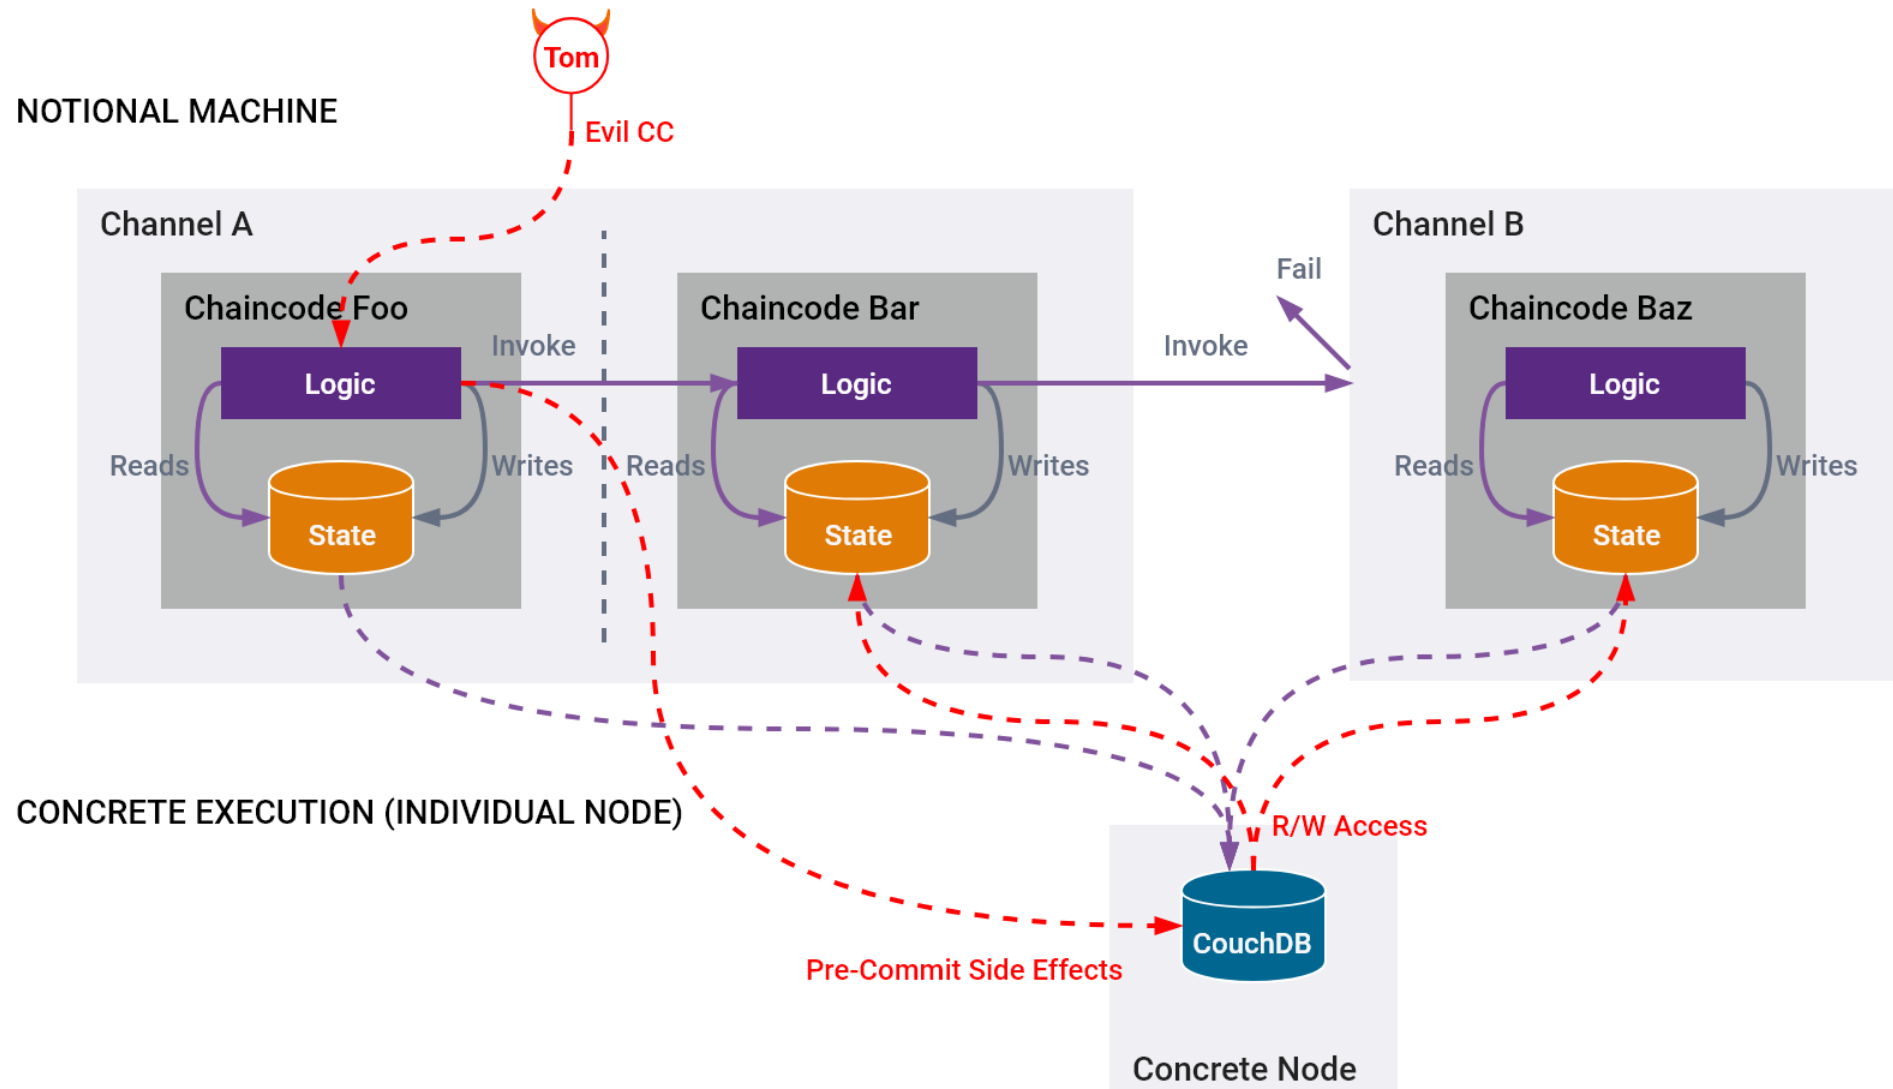 Tom
NOTIONAL MACHINE
Evil CC
Channel A
Channel B
Fail
Chaincode Foo
Chaincode Bar
Chaincode Baz
Invoke
Invoke
Logic
Logic
Logic
Reads
Writes
Reads
Writes
Reads
Writes
State
State
State
CONCRETE EXECUTION (INDIVIDUAL NODE)
R/W Access
CouchDB
Pre-Commit Side Effects
Concrete Node